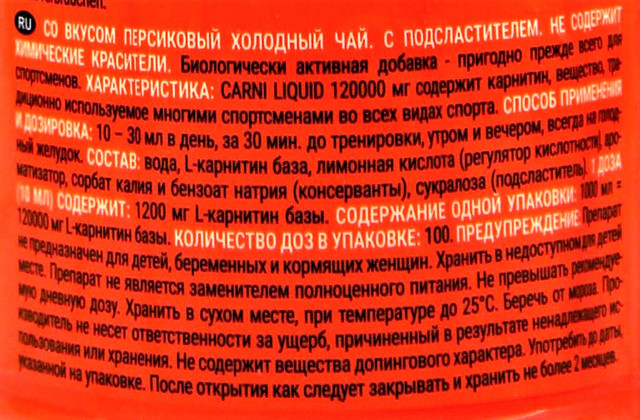 RU СО ВКУСОМ ПЕРСИКОВЫЙ ХОЛОДНЫЙ ЧАЙ. С ПОДСЛАСТИТЕЛЕМ. НЕ СОДЕРЖИТ
ХИМИЧЕСКИЕ КРАСИТЕЛИ. Биологически активная добавка - пригодно прежде всего для
спортсменов. ХАРАКТЕРИСТИКА: CARNI LIQUID 120000 мг содержит карнитин, вещество, тра-
диционно используемое многими спортсменами во всех видах спорта. СПОСОБ ПРИМЕНЕНИЯ
И ДОЗИРОВКА: 10 – 30 мл в день, за 30 мин. до тренировки, утром и вечером, всегда на голод-
ный желудок. СОСТАВ: вода, L-карнитин база, лимонная кислота (регулятор кислотности), аро-
матизатор, сорбат калия и бензоат натрия (консерванты), сукралоза (подсластитель). 1 ДОЗА
(10 МЛ) СОДЕРЖИТ: 1200 мг L-карнитин базы. СОДЕРЖАНИЕ ОДНОЙ УПАКОВКИ: 1000 мл =
120000 мг L-карнитин базы. КОЛИЧЕСТВО ДОЗ В УПАКОВКЕ: 100. ПРЕДУПРЕЖДЕНИЕ: Препарат
не предназначен для детей, беременных и кормящих женщин. Хранить в недоступном для детей
месте. Препарат не является заменителем полноценного питания. Не превышать рекомендуе-
мую дневную дозу. Хранить в сухом месте, при температуре до 25°C. Беречь от мороза. Про-
изводитель не несет ответственности за ущерб, причиненный в результате ненадлежащего ис-
пользования или хранения. Не содержит вещества допингового характера. Употребить до даты,
указанной на упаковке. После открытия как следует закрывать и хранить не более 2 месяцев.